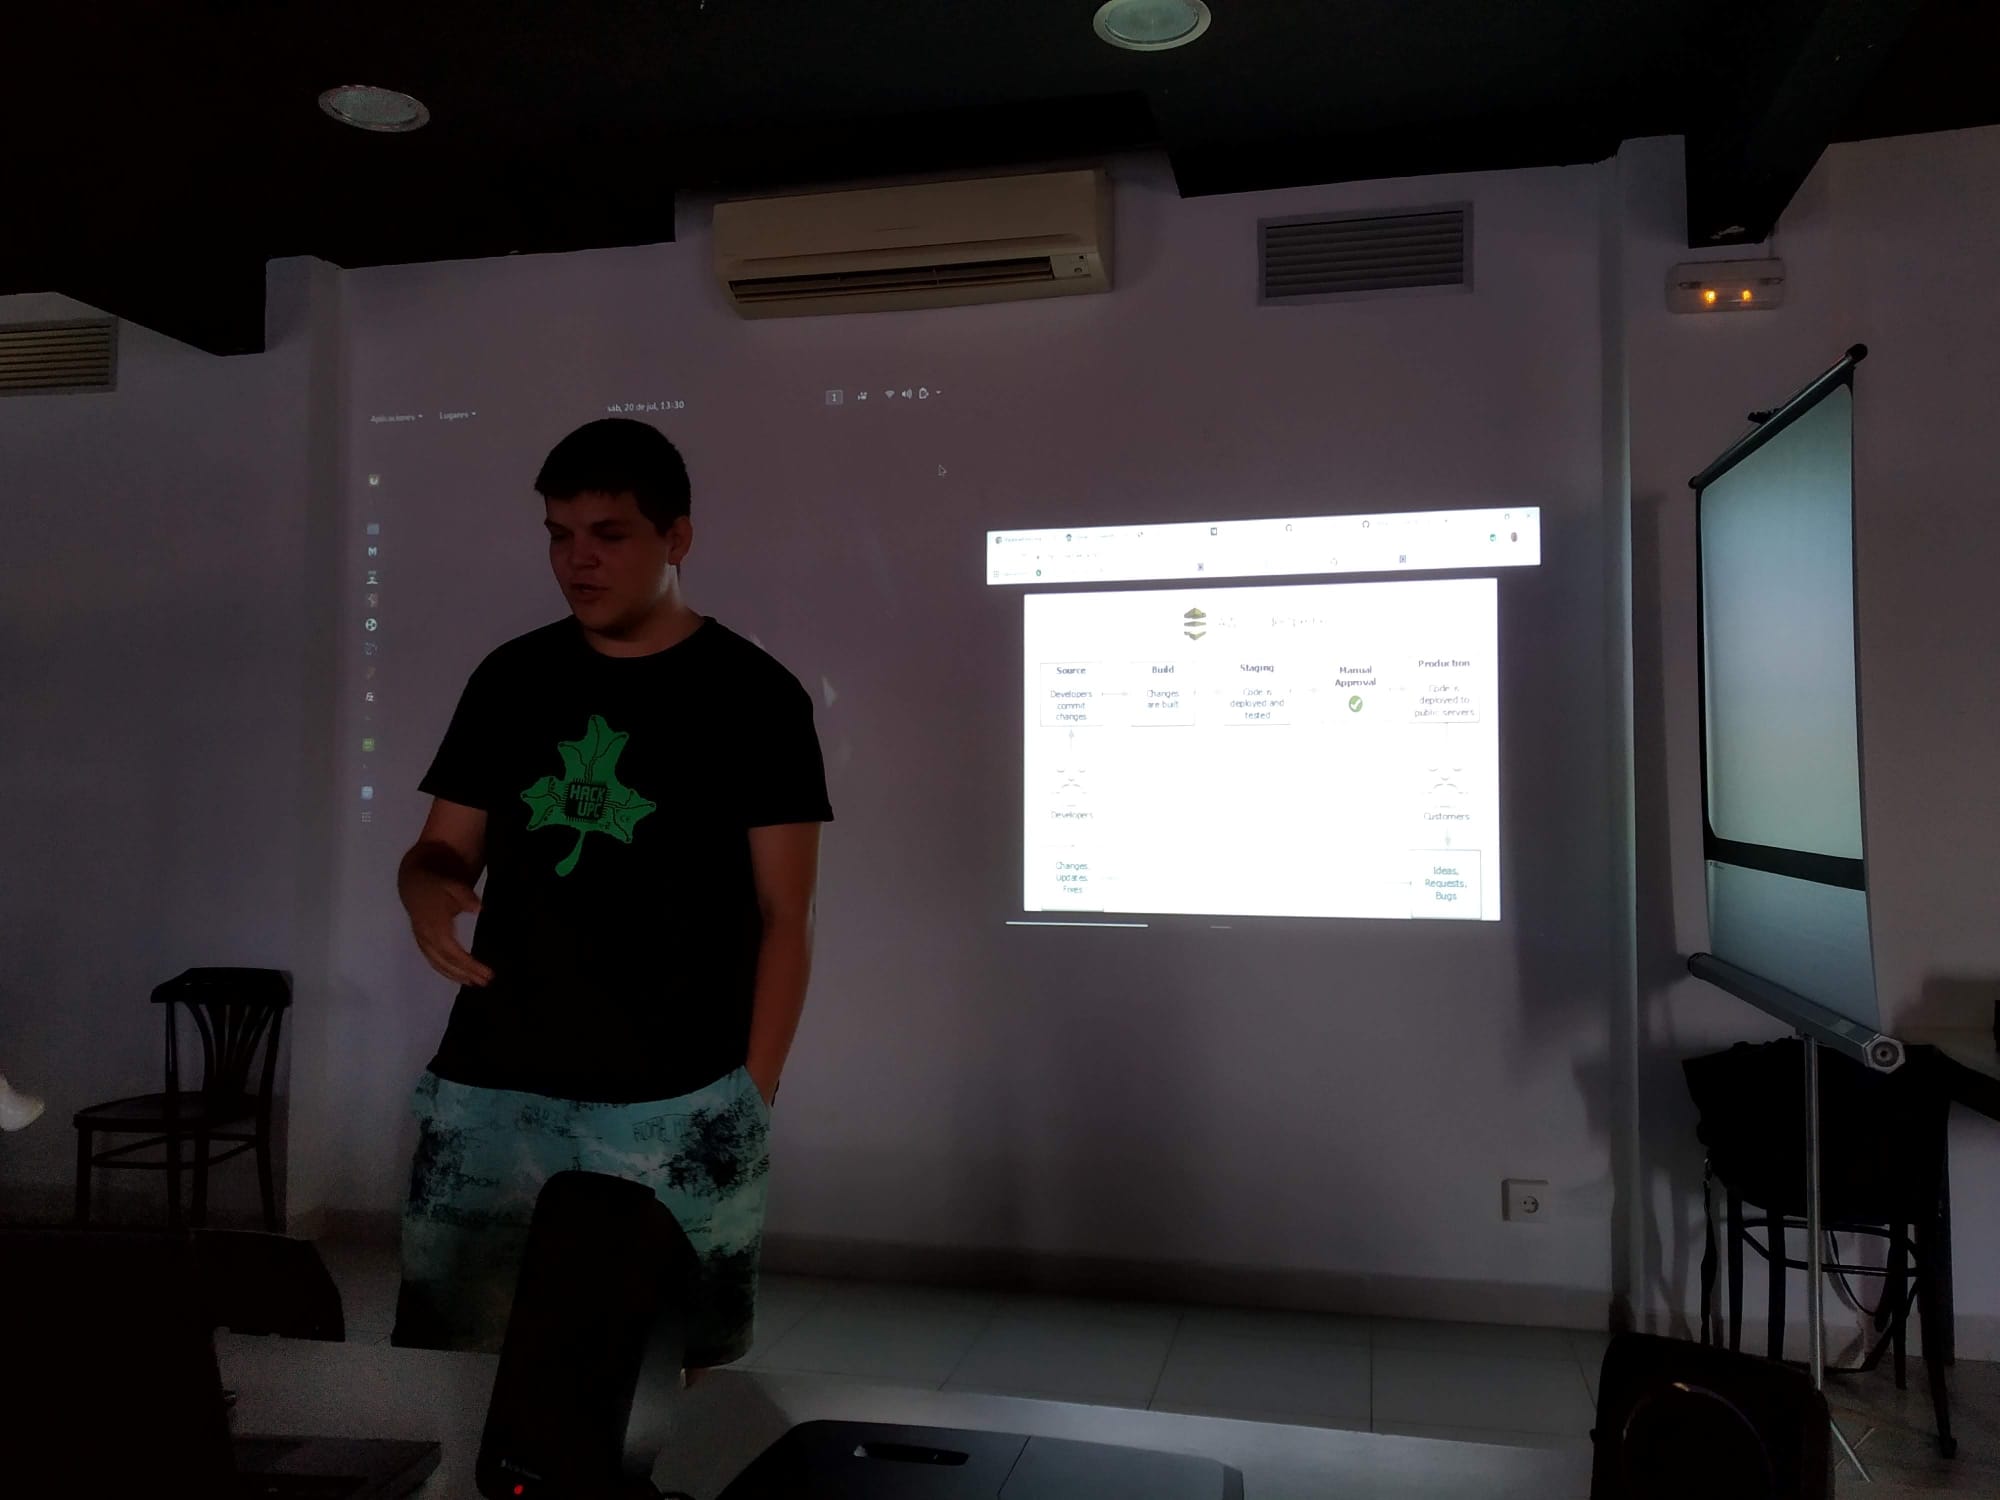 Aplicaciones
Lugares
sáb, 20 de jul, 13:30
1
Source
Developers
commit
changes
Build
Changes
are built
Staging
Code is
deployed and
tested
Manual
Approval
Production
Code is
deployed to
public servers
Developers
Customers
Changes,
Updates,
Fixes
Ideas,
Requests,
Bugs
HACK
UPC